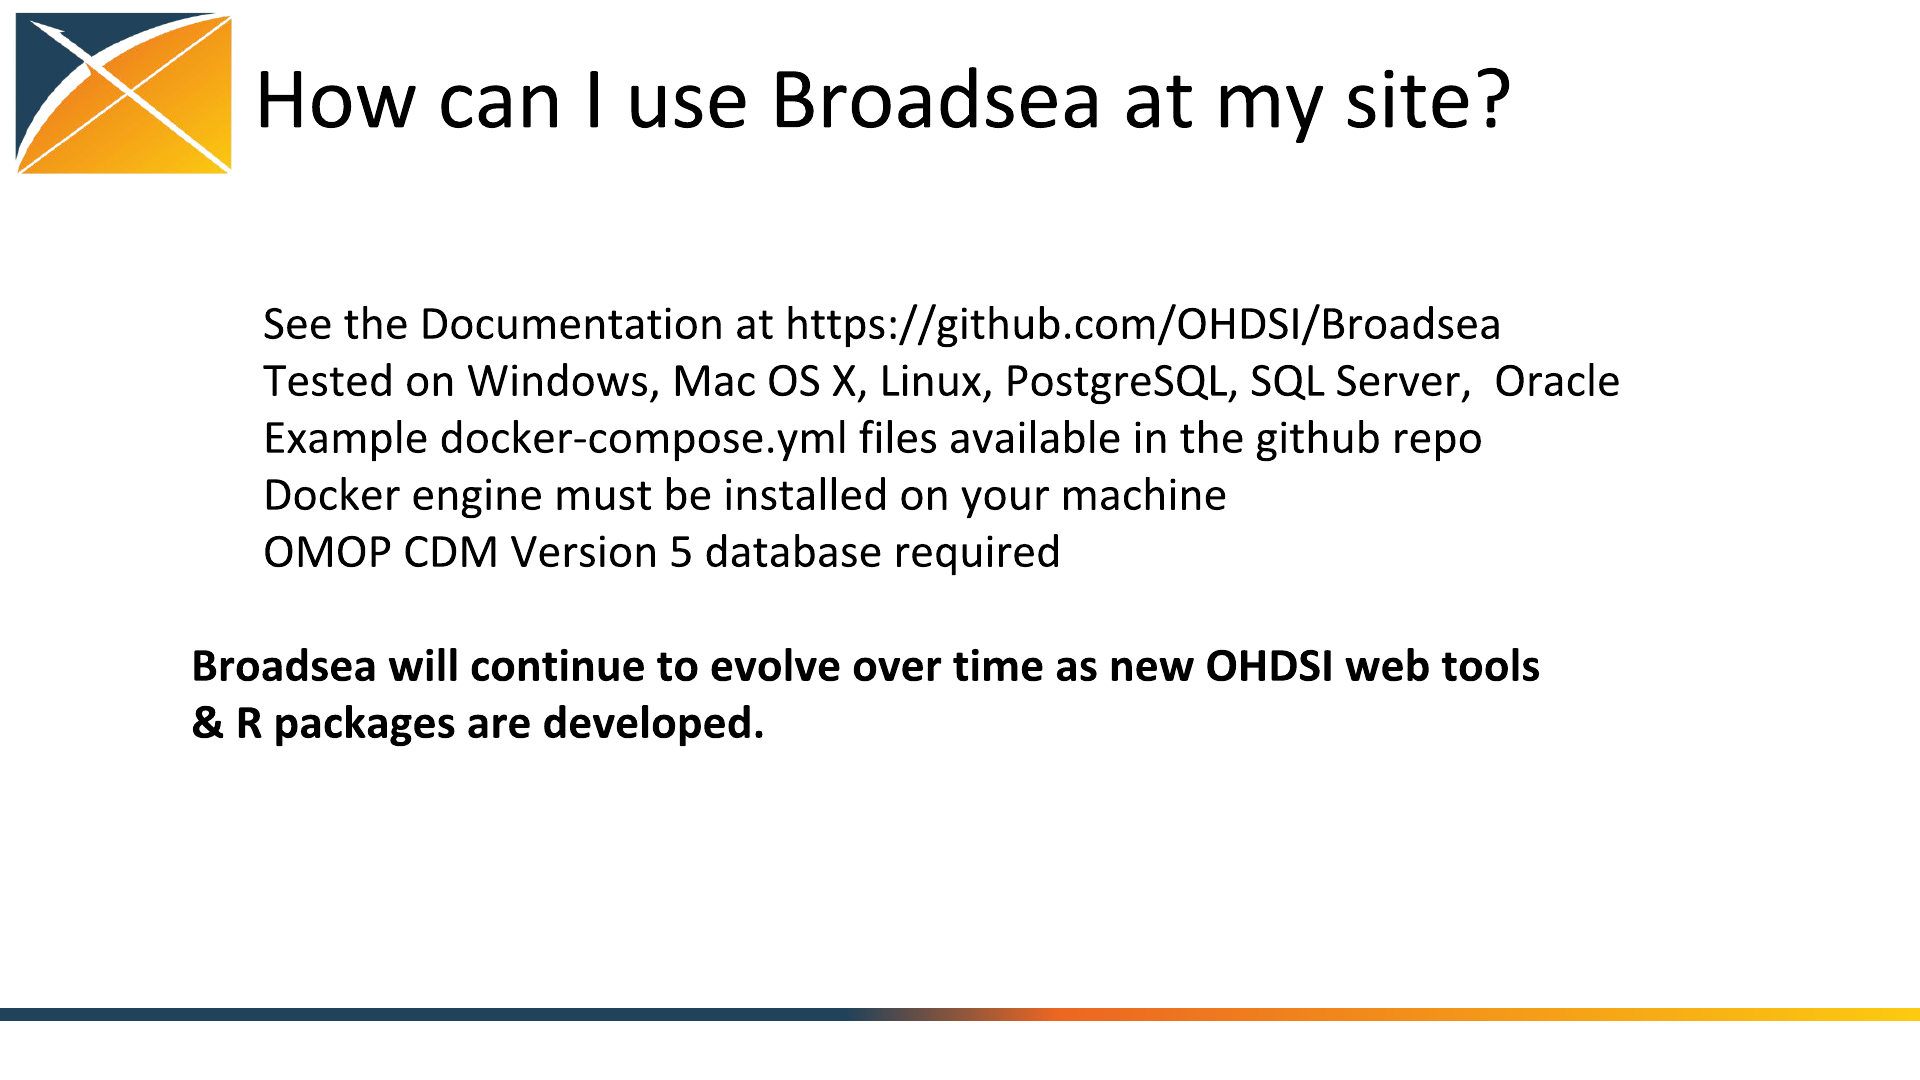 How can I use Broadsea at my site?
See the Documentation at https://github.com/OHDSI/Broadsea
Tested on Windows, Mac OS X, Linux, PostgreSQL, SQL Server,  Oracle
Example docker-compose.yml files available in the github repo
Docker engine must be installed on your machine
OMOP CDM Version 5 database required
Broadsea will continue to evolve over time as new OHDSI web tools
& R packages are developed.